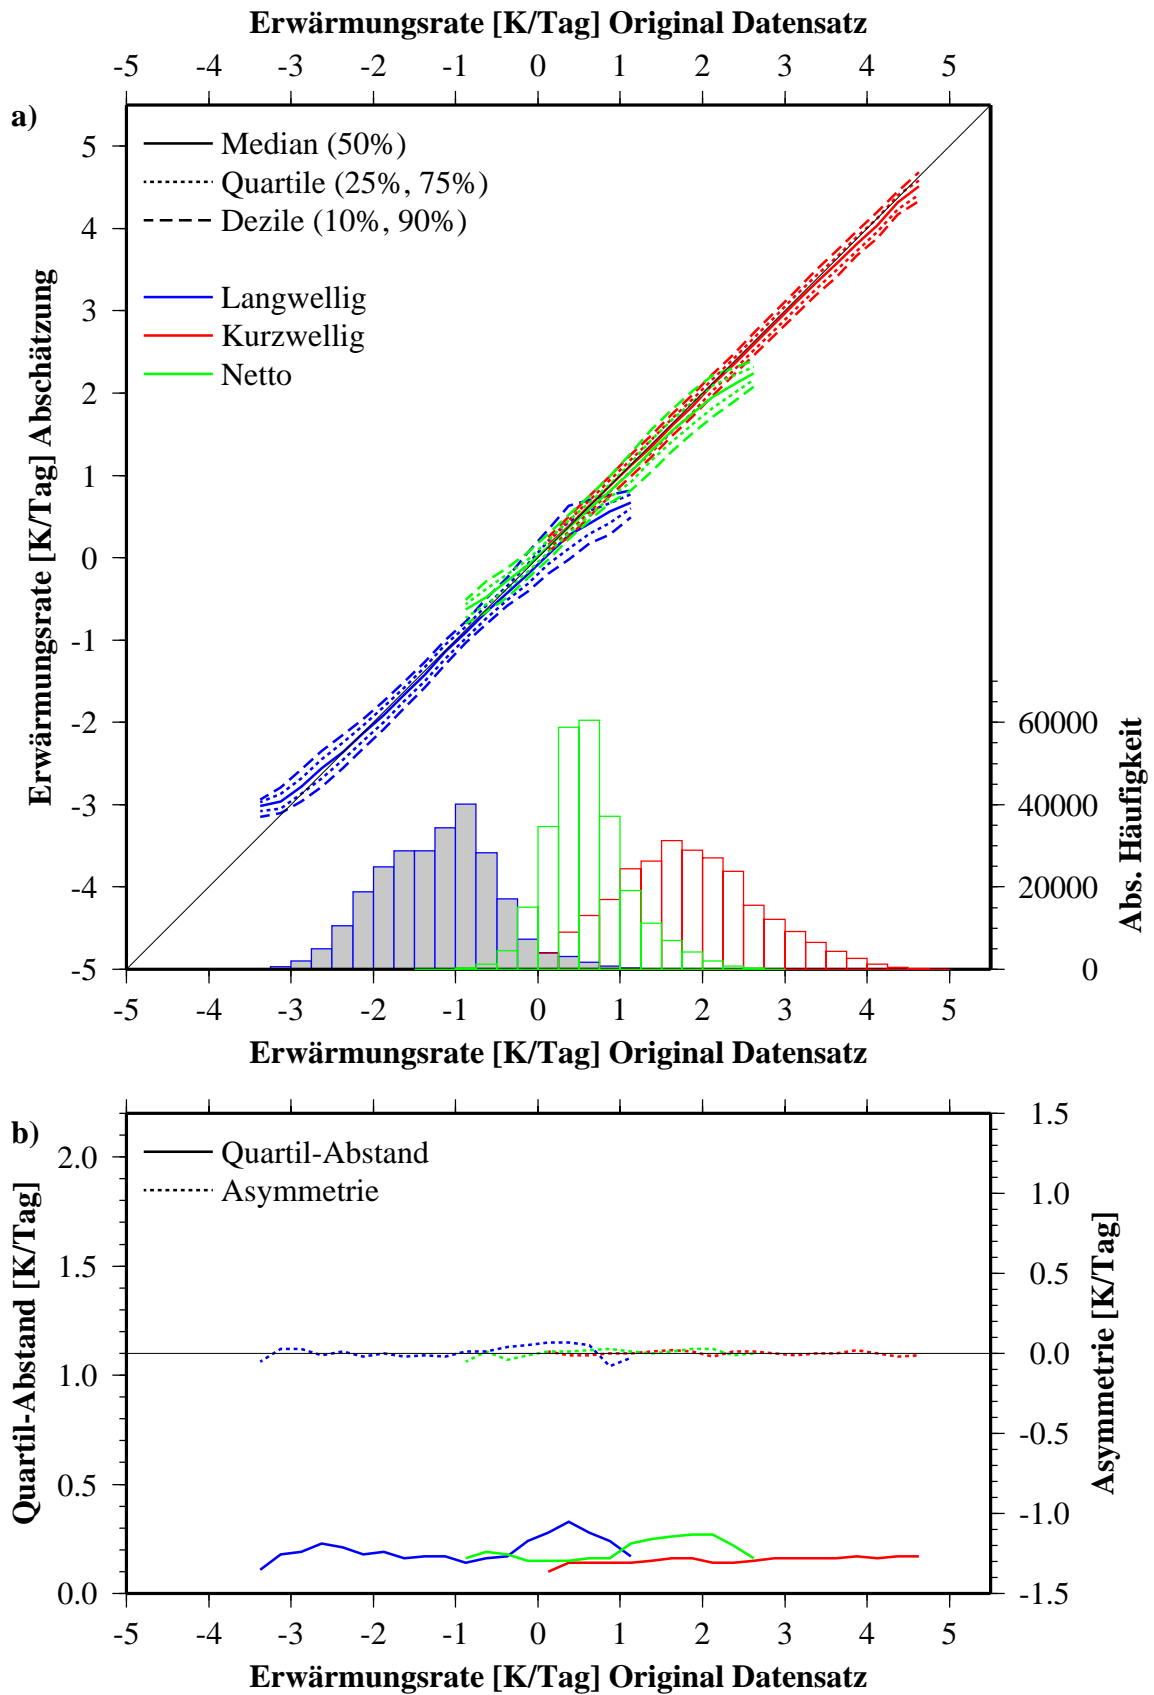 Erwärmungsrate [K/Tag] Original Datensatz
-5 -4 -3 -2 -1 0 1 2 3 4 5
a)
Median (50%)
Quartile (25%, 75%)
Dezile (10%, 90%)
Langwellig
Kurzwellig
Netto
Erwärmungsrate [K/Tag] Abschätzung
5
4
3
2
1
0
-1
-2
-3
-4
-5
60000
40000
20000
0
Abs. Häufigkeit
-5 -4 -3 -2 -1 0 1 2 3 4 5
Erwärmungsrate [K/Tag] Original Datensatz
b)
Quartil-Abstand
Asymmetrie
Quartil-Abstand [K/Tag]
2.0
1.5
1.0
0.5
0.0
1.5
1.0
0.5
0.0
-0.5
-1.0
-1.5
Asymmetrie [K/Tag]
-5 -4 -3 -2 -1 0 1 2 3 4 5
Erwärmungsrate [K/Tag] Original Datensatz